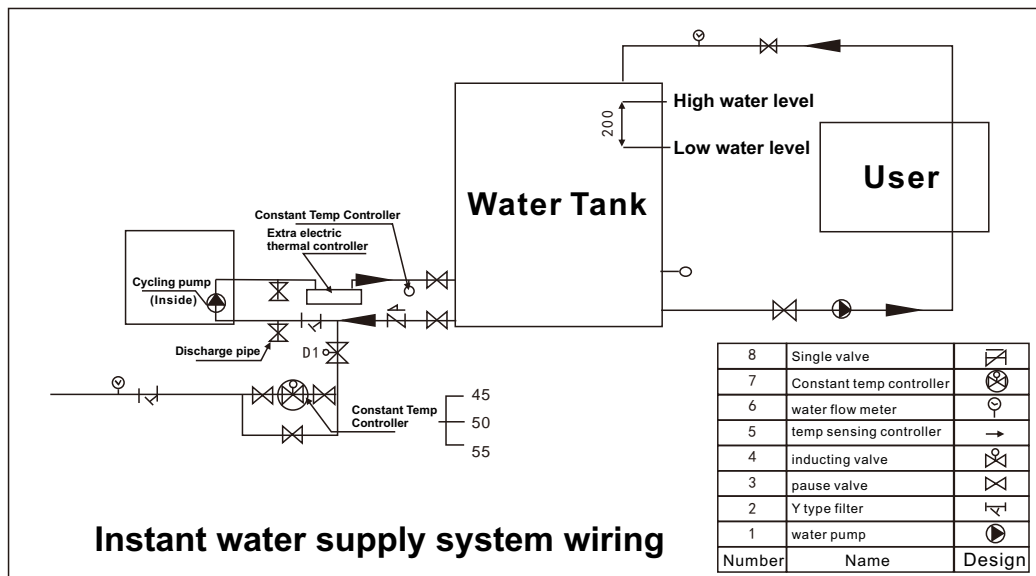 High water level
200
Low water level
User
Water Tank
Constant Temp Controller
Extra electric
thermal controller
Cycling pump
(Inside)
Discharge pipe
D1
Constant Temp
Controller
45
50
55
8 Single valve
7 Constant temp controller
6 water flow meter
5 temp sensing controller
4 inducting valve
3 pause valve
2 Y type filter
1 water pump
Number Name Design
Instant water supply system wiring